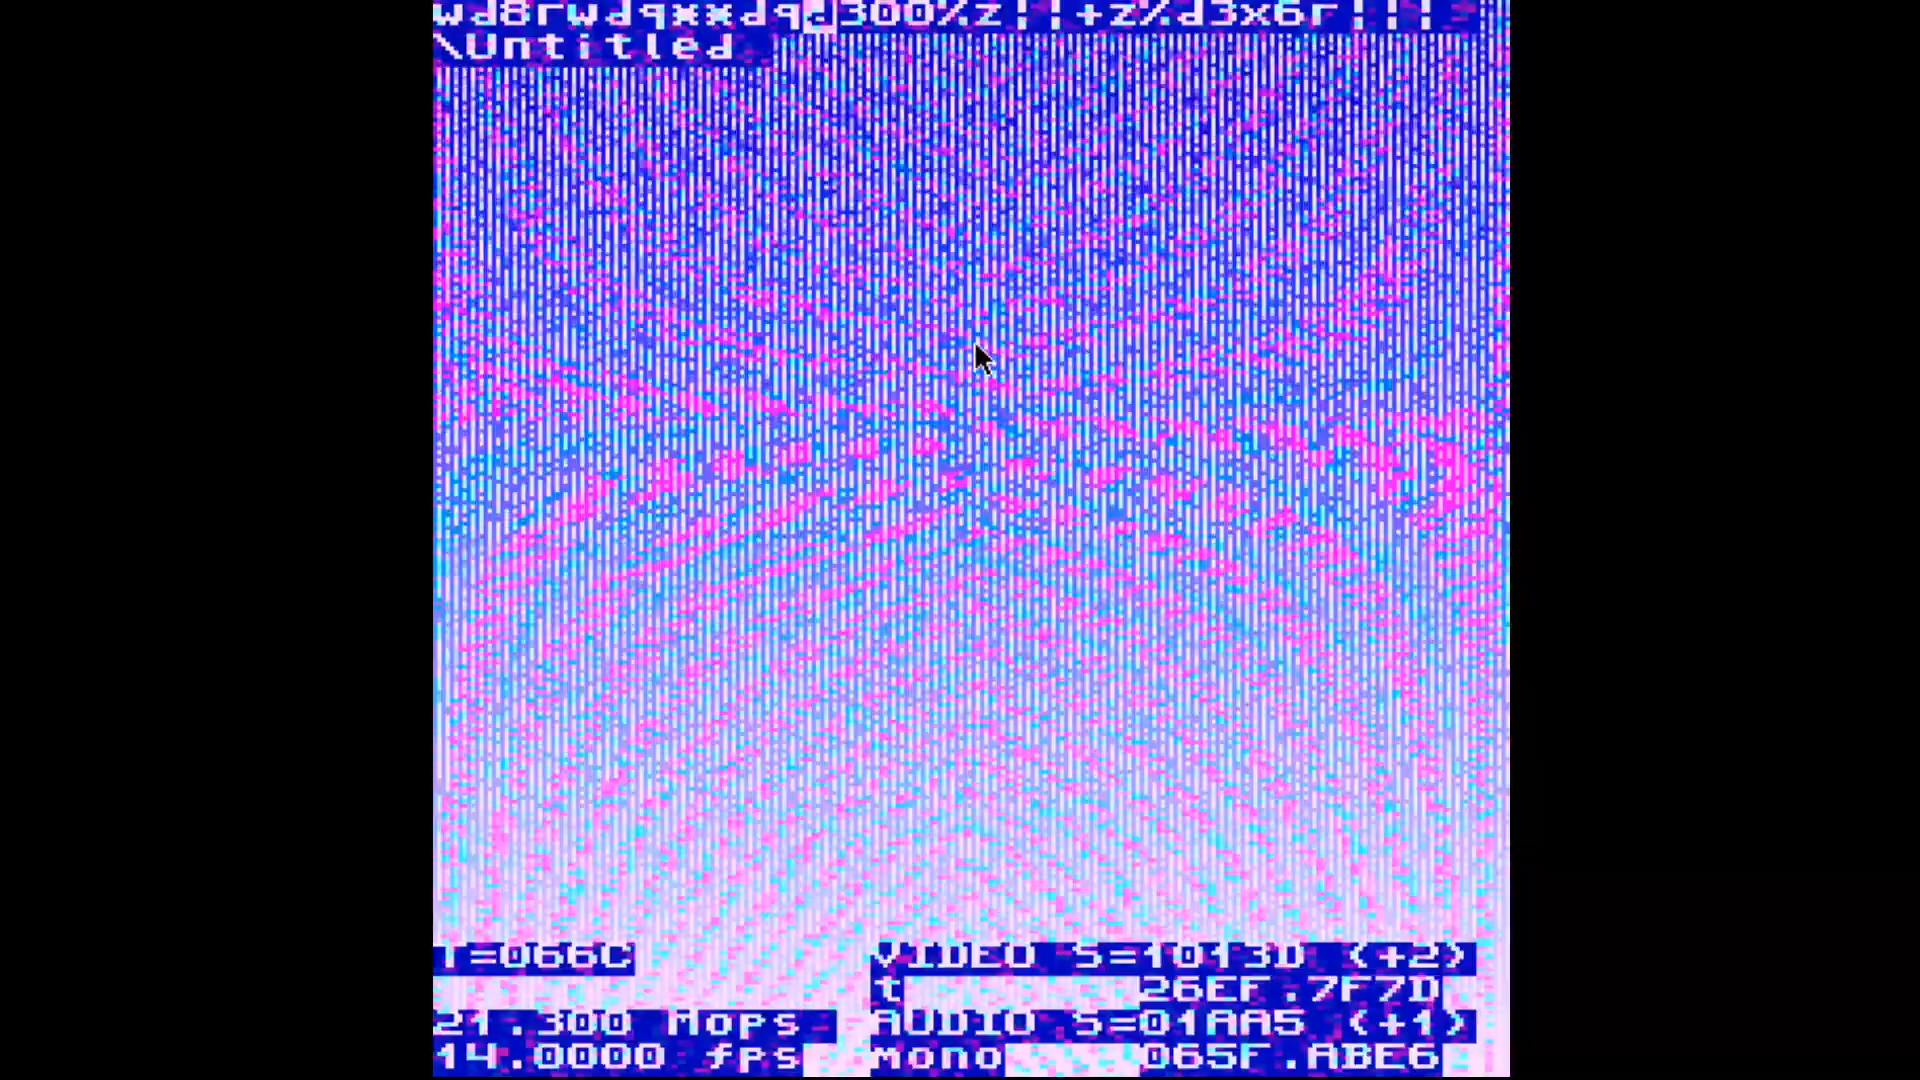 wd8rwdq**dqd300%z||+z%d3x6r|||
\Untitled
T=066C VIDEO S=1013D (+2)
t 26EF.7F7D
21.300 Mops AUDIO S=01AA5 (+1)
14.0000 fps mono 065F.ABE6